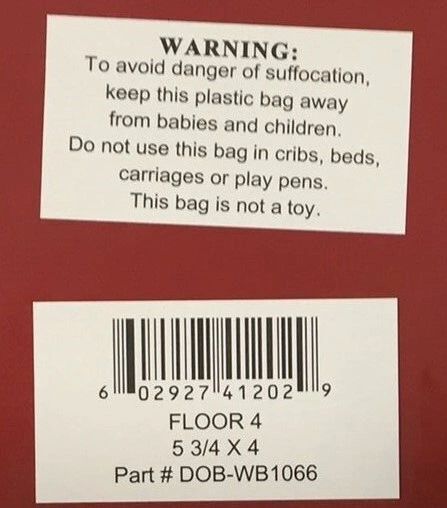 WARNING:
To avoid danger of suffocation,
keep this plastic bag away
from babies and children.
Do not use this bag in cribs, beds,
carriages or play pens.
This bag is not a toy.
6 02927 41202 9
FLOOR 4
5 3/4 X 4
Part # DOB-WB1066